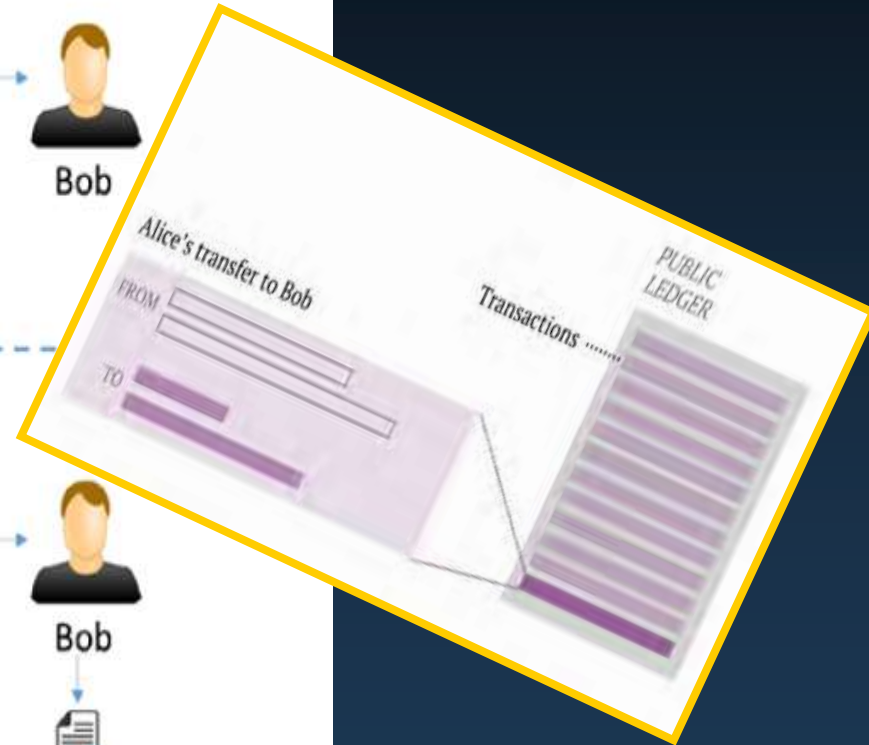 Bob
Alice's transfer to Bob
FROM
TO
Transactions
PUBLIC
LEDGER
Bob